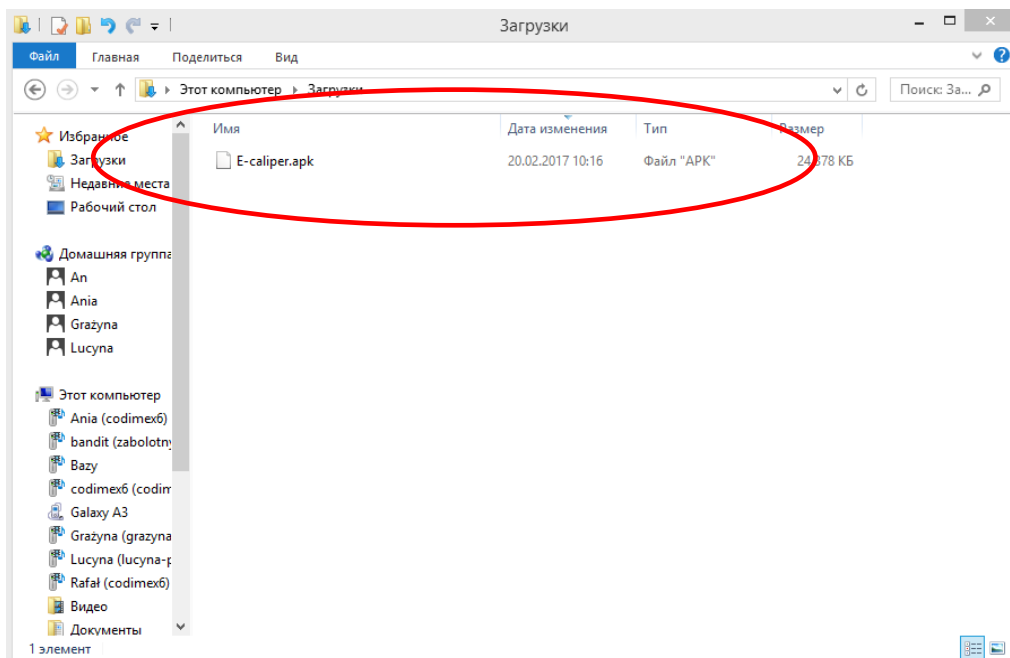 Загрузки
Файл Главная Поделиться Вид
Этот компьютер Загрузки Поиск: За...
Имя Дата изменения Тип Размер
E-caliper.apk 20.02.2017 10:16 Файл "APK" 24 378 КБ
Избранное
Загрузки
Недавние места
Рабочий стол
Домашняя группа
An
Ania
Grażyna
Lucyna
Этот компьютер
Ania (codimex6)
bandit (zabolotny
Bazy
codimex6 (codim
Galaxy A3
Grażyna (grazyna
Lucyna (lucyna-p
Rafał (codimex6)
Видео
Документы
1 элемент